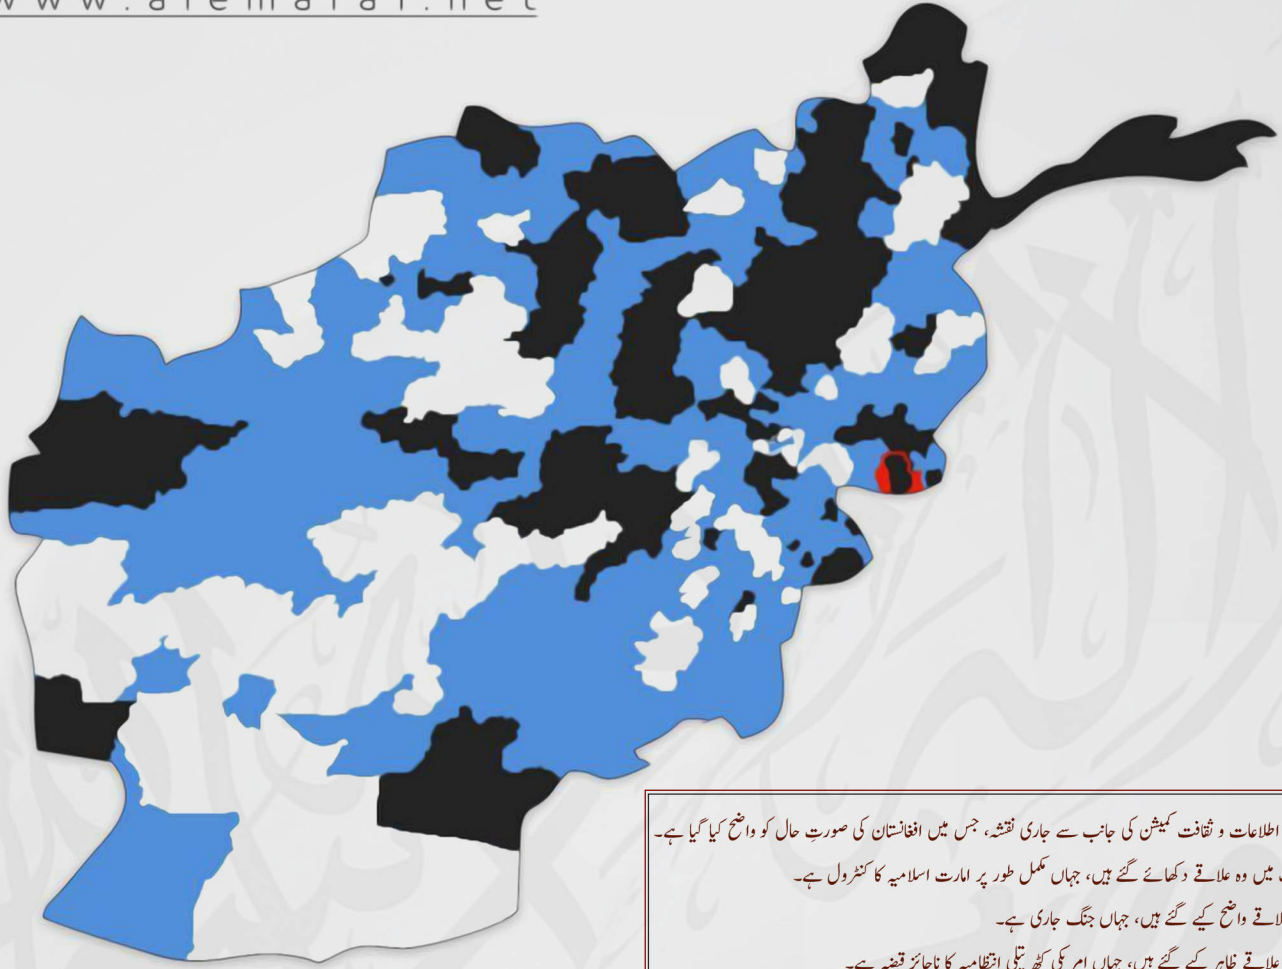 www.alemarai.net
اطلاعات و ثقافت کمیشن کی جانب سے جاری نقشہ، جس میں افغانستان کی صورتِ حال کو واضح کیا گیا ہے۔
میں وہ علاقے دکھائے گئے ہیں، جہاں مکمل طور پر امارت اسلامیہ کا کنٹرول ہے۔
واضح کیے گئے ہیں، جہاں جنگ جاری ہے۔
علاقے ظاہر کیے گئے ہیں، جہاں امریکی کٹھ پتلی انتظامیہ کا ناجائز قبضہ ہے۔